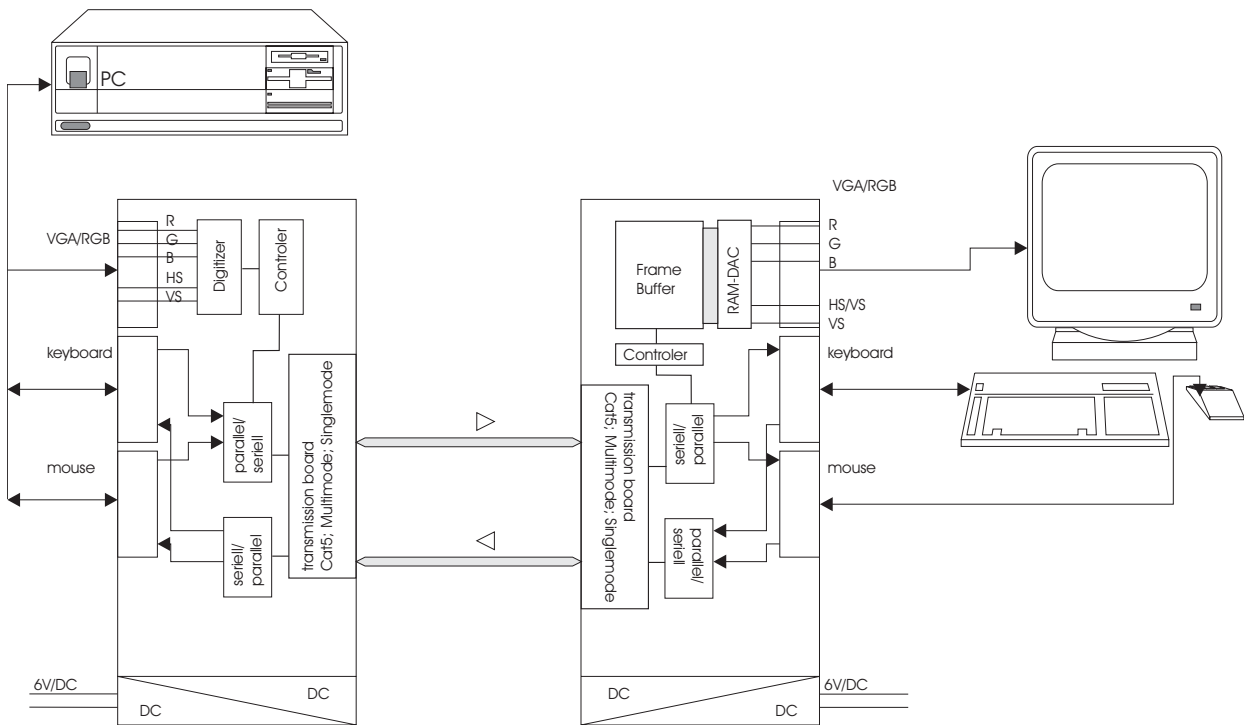 PC
VGA/RGB
R
G
B
HS
VS
Digitizer
Controler
keyboard
mouse
parallel/
seriell
seriell/
parallel
transmission board
Cat5; Multimode; Singlemode
6V/DC
DC
DC
VGA/RGB
R
G
B
HS/VS
VS
Frame
Buffer
RAM-DAC
Controler
keyboard
mouse
transmission board
Cat5; Multimode; Singlemode
seriell/
parallel
parallel/
seriell
DC
DC
6V/DC